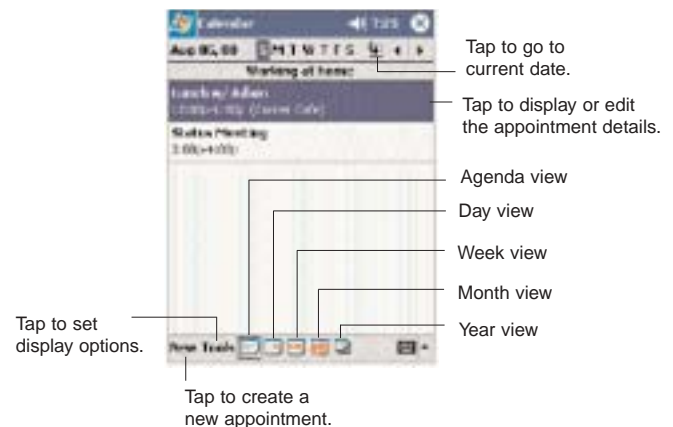 Calendar 1:25
S M T W T F S
Working at home:
Tap to go to
current date.
Tap to display or edit
the appointment details.
Status Meeting
Agenda view
Day view
Week view
Month view
Year view
Tap to set
display options.
New Tools
Tap to create a
new appointment.